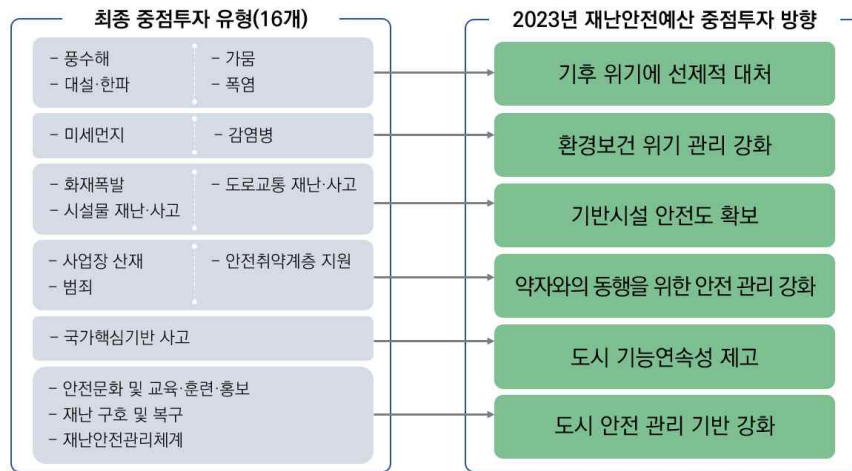 최종 중점투자 유형(16개)
- 풍수해
- 대설·한파
- 가뭄
- 폭염
- 미세먼지
- 감염병
- 화재폭발
- 시설물 재난·사고
- 도로교통 재난·사고
- 사업장 산재
- 범죄
- 안전취약계층 지원
- 국가핵심기반 사고
- 안전문화 및 교육·훈련·홍보
- 재난 구호 및 복구
- 재난안전관리체계
2023년 재난안전예산 중점투자 방향
기후 위기에 선제적 대처
환경보건 위기 관리 강화
기반시설 안전도 확보
약자와의 동행을 위한 안전 관리 강화
도시 기능연속성 제고
도시 안전 관리 기반 강화